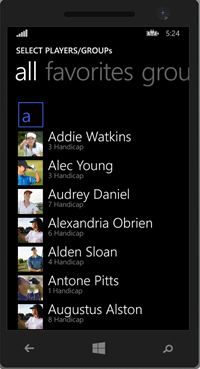 5:24
SELECT PLAYERS/GROUPs
all favorites grou
a
Addie Watkins
3 Handicap
Alec Young
3 Handicap
Audrey Daniel
7 Handicap
Alexandria Obrien
6 Handicap
Alden Sloan
4 Handicap
Antone Pitts
1 Handicap
Augustus Alston
8 Handicap